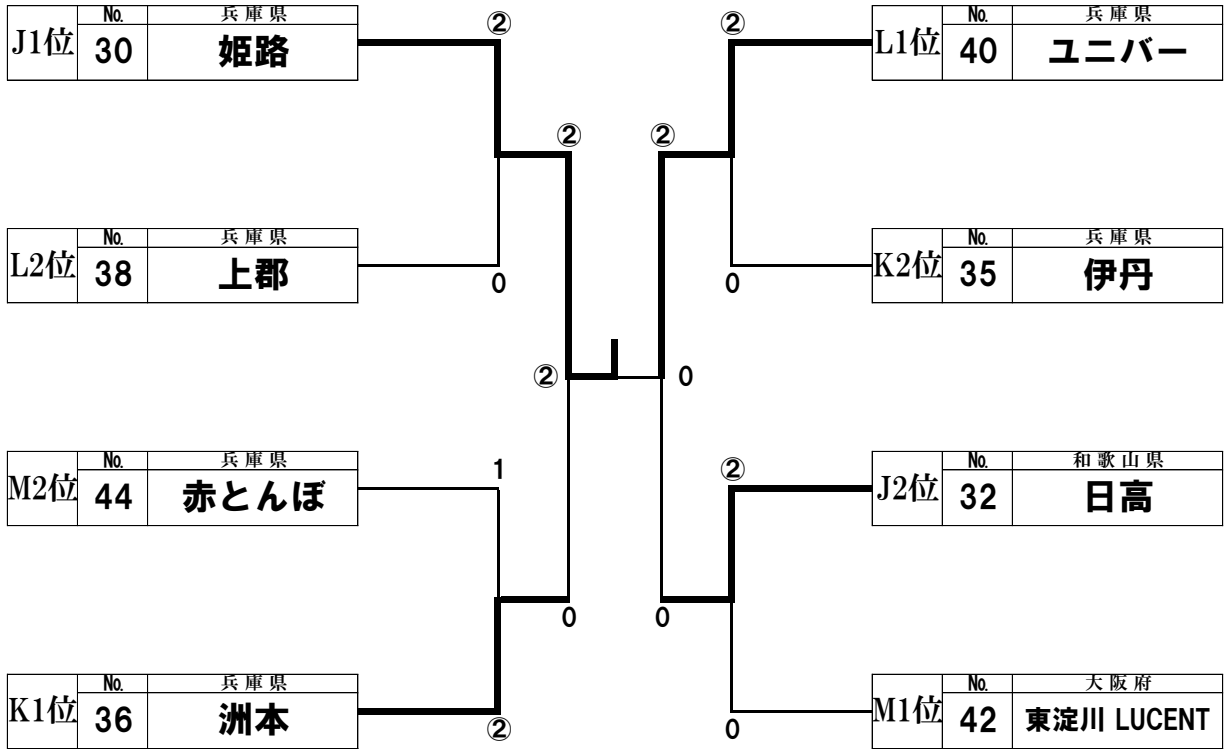 J1位 No. 兵庫県
30 姫路
②
②
L2位 No. 兵庫県
38 上郡
0
②
M2位 No. 兵庫県
44 赤とんぼ
1
0
K1位 No. 兵庫県
36 洲本
②
②
L1位 No. 兵庫県
40 ユニバー
②
K2位 No. 兵庫県
35 伊丹
0
0
②
J2位 No. 和歌山県
32 日高
0
M1位 No. 大阪府
42 東淀川 LUCENT
0